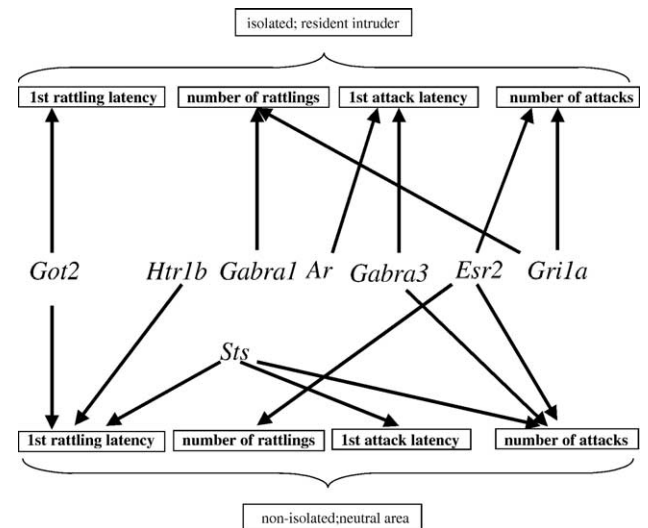 isolated; resident intruder
1st rattling latency number of rattlings 1st attack latency number of attacks
Got2 Htr1b Gabra1 Ar Gabra3 Esr2 Gri1a
Sts
1st rattling latency number of rattlings 1st attack latency number of attacks
non-isolated;neutral area